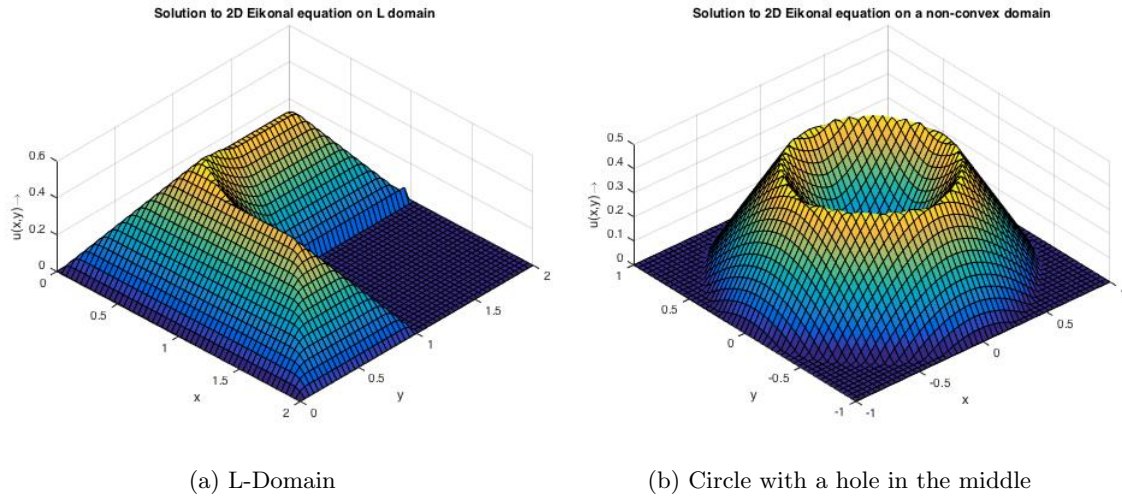 Solution to 2D Eikonal equation on L domain
0.6
0.4
0.2
0
u(x,y) →
0
0.5
1
1.5
2
x
0
0.5
1
1.5
2
y
(a) L-Domain
Solution to 2D Eikonal equation on a non-convex domain
0.5
0.4
0.3
0.2
0.1
0
u(x,y) →
1
0.5
0
-0.5
-1
y
-1
-0.5
0
0.5
x
(b) Circle with a hole in the middle